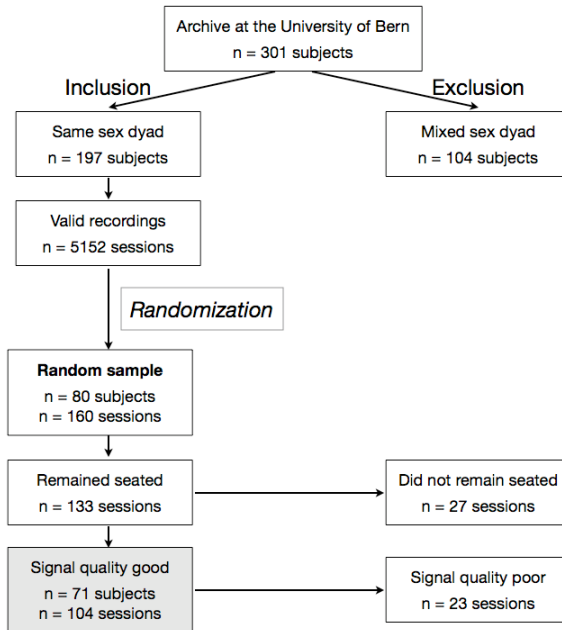 Archive at the University of Bern
n = 301 subjects
Inclusion
Exclusion
Same sex dyad
n = 197 subjects
Mixed sex dyad
n = 104 subjects
Valid recordings
n = 5152 sessions
Randomization
Random sample
n = 80 subjects
n = 160 sessions
Remained seated
n = 133 sessions
Did not remain seated
n = 27 sessions
Signal quality good
n = 71 subjects
n = 104 sessions
Signal quality poor
n = 23 sessions